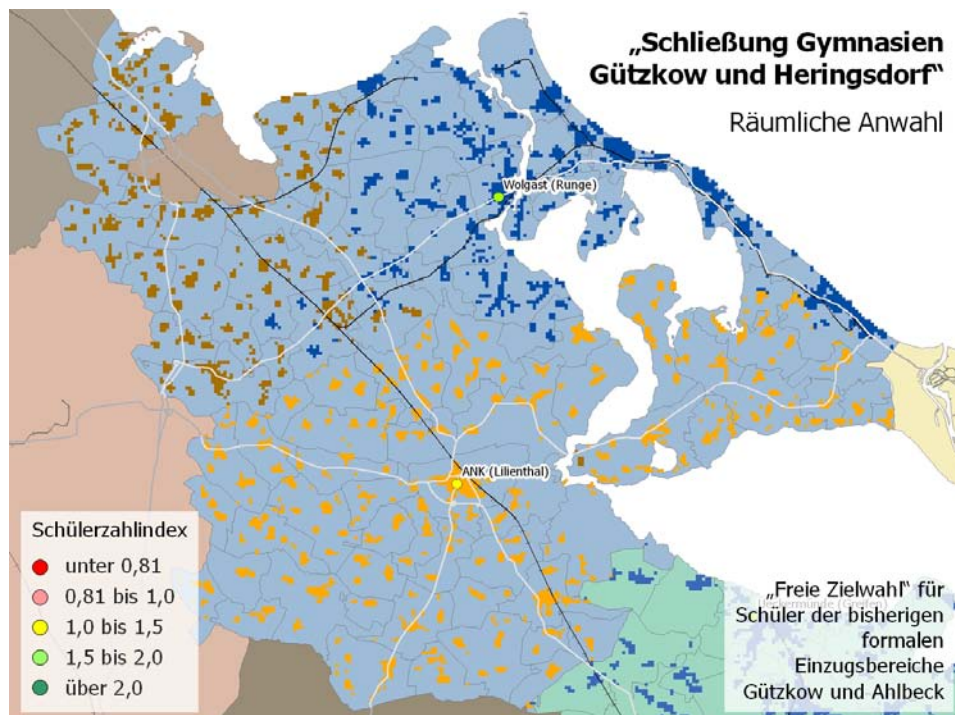 „Schließung Gymnasien
Gützkow und Heringsdorf“
Räumliche Anwahl
Wolgast (Runge)
ANK (Lilienthal)
Schülerzahlindex
unter 0,81
0,81 bis 1,0
1,0 bis 1,5
1,5 bis 2,0
über 2,0
„Freie Zielwahl“ für
Ueckermünde (Greifen)
Schüler der bisherigen
formalen
Einzugsbereiche
Gützkow und Ahlbeck